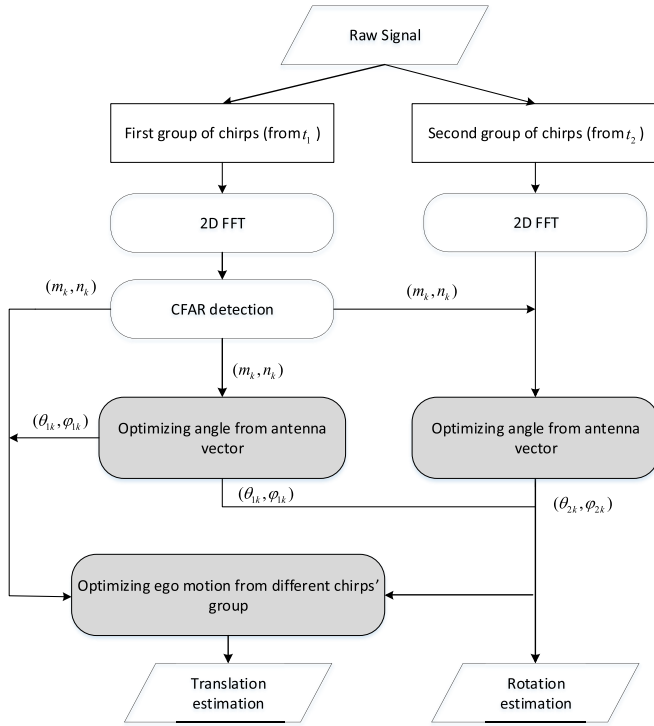 Raw Signal
First group of chirps (from t₁ )
Second group of chirps (from t₂ )
2D FFT
2D FFT
(mₖ, nₖ)
(mₖ, nₖ)
CFAR detection
(mₖ, nₖ)
(θ₁ₖ, φ₁ₖ)
Optimizing angle from antenna
vector
Optimizing angle from antenna
vector
(θ₁ₖ, φ₁ₖ)
(θ₂ₖ, φ₂ₖ)
Optimizing ego motion from different chirps’
group
Translation
estimation
Rotation
estimation